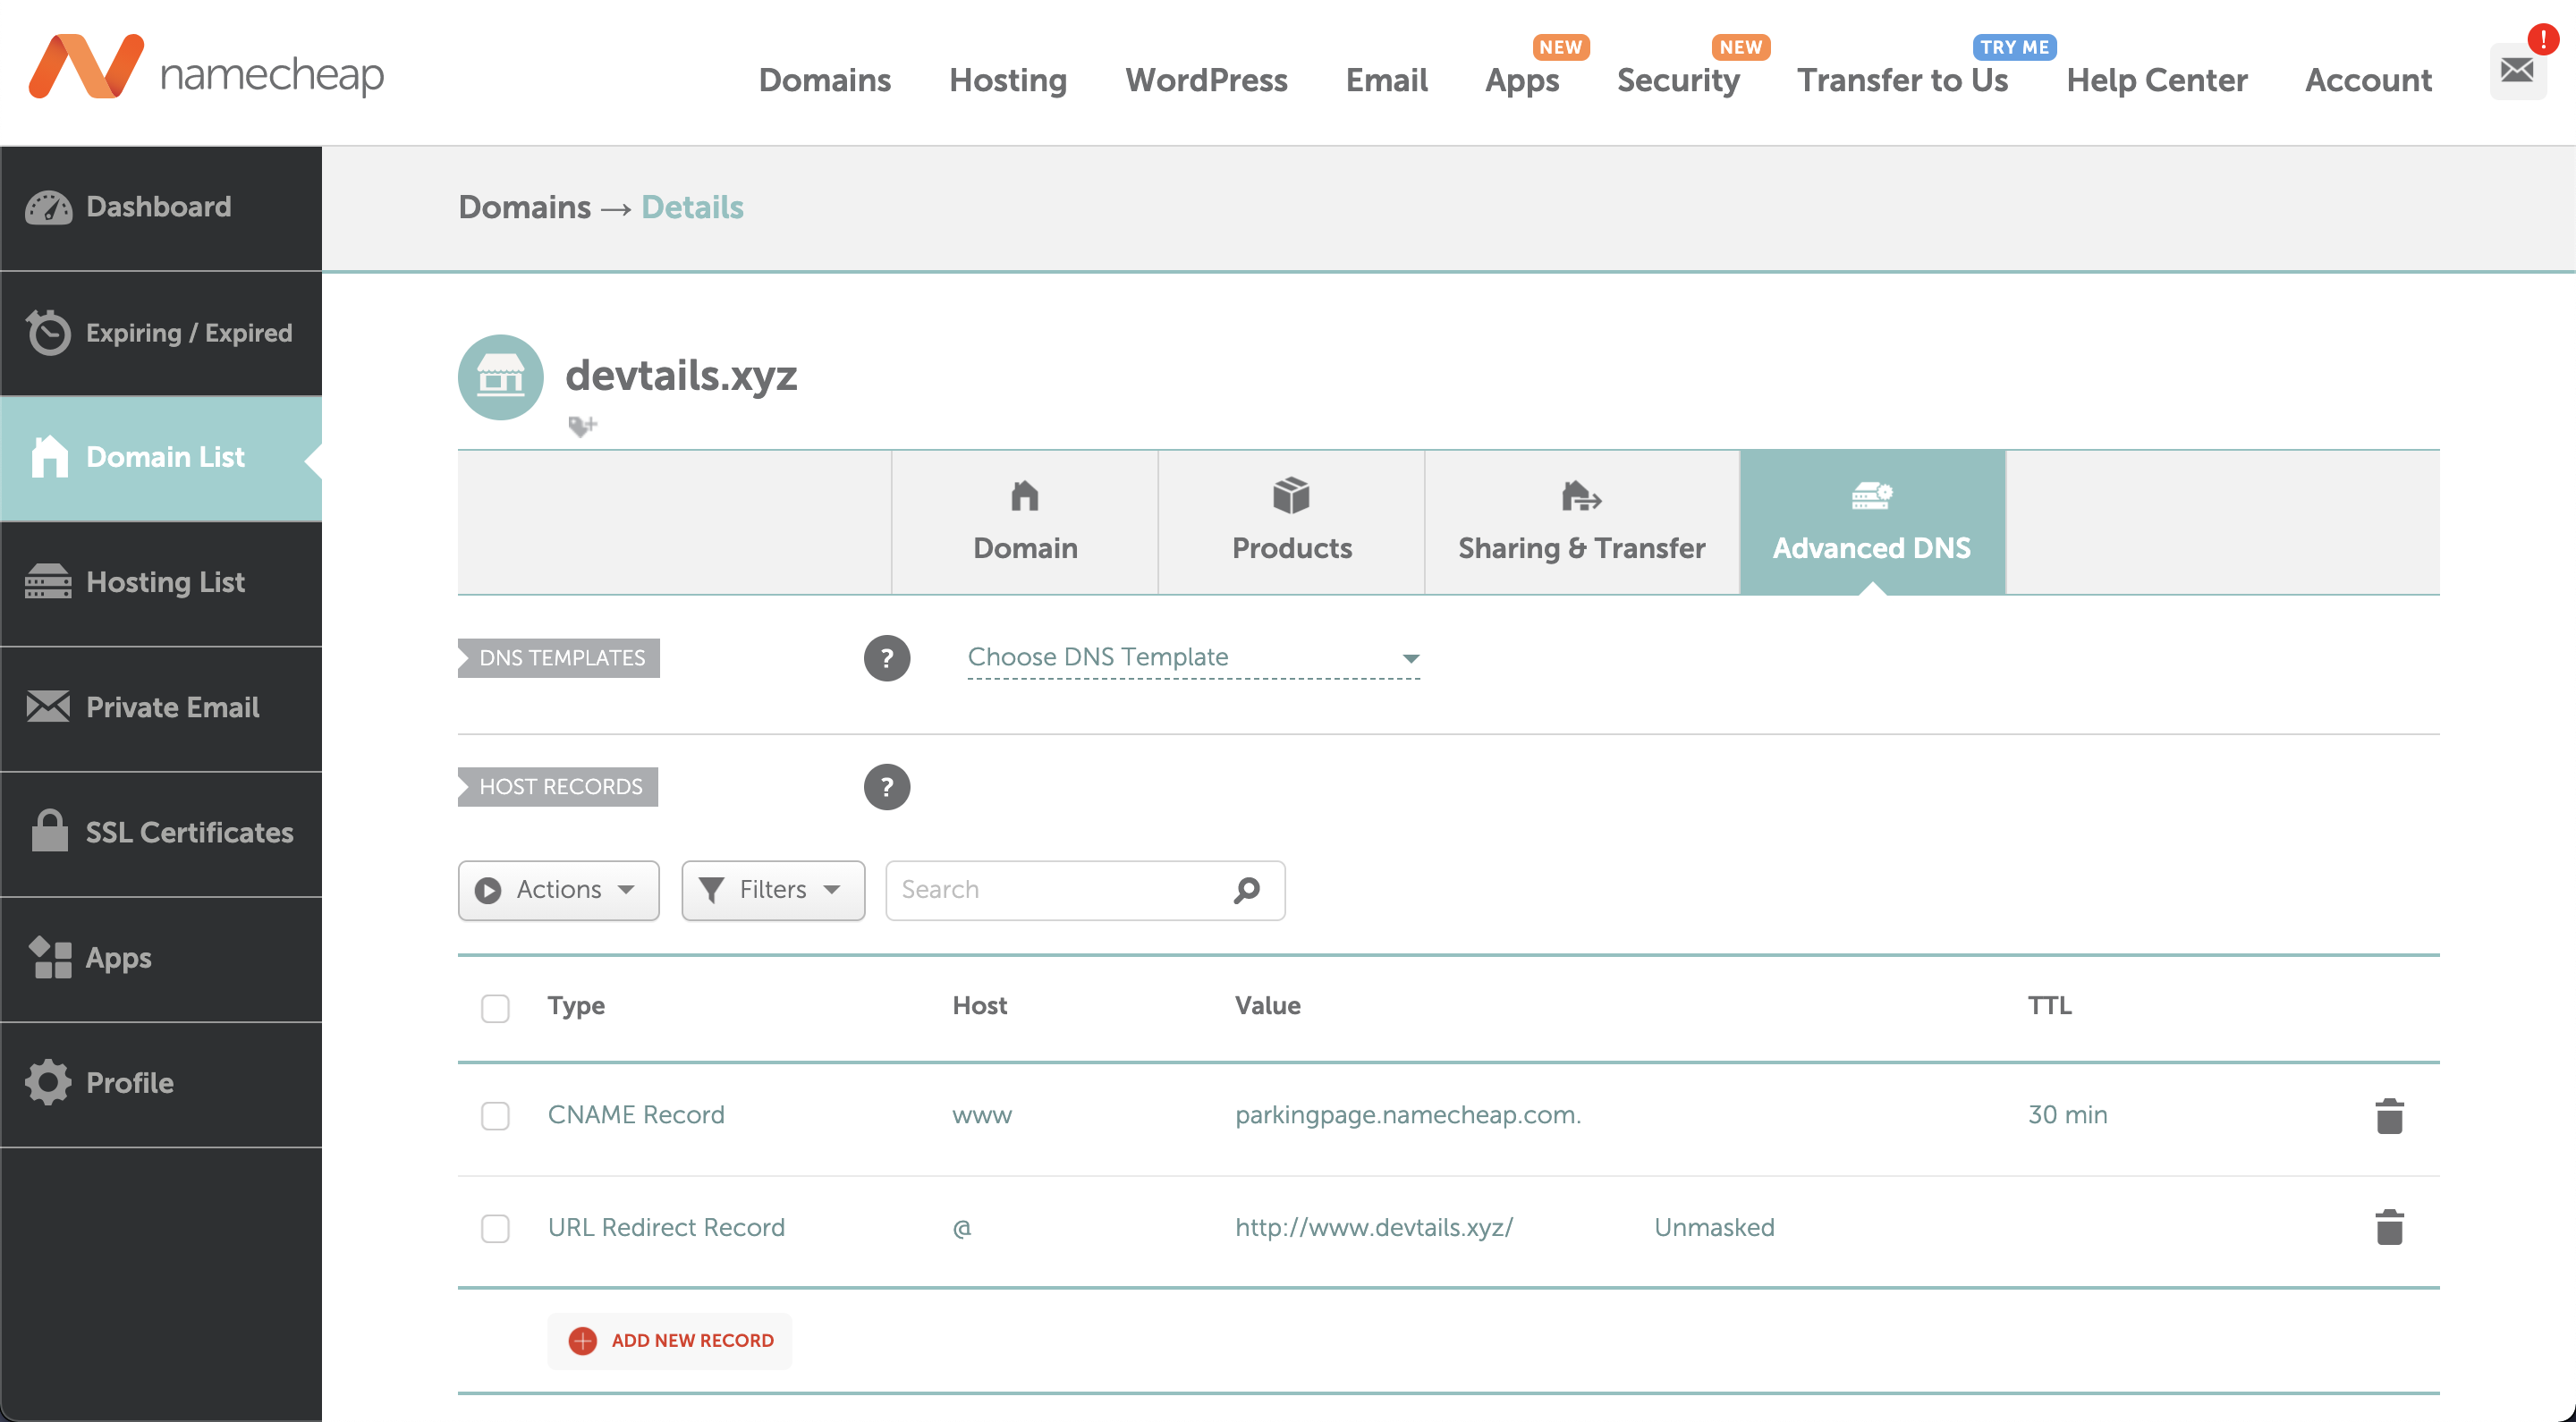 namecheap
Domains
Hosting
WordPress
Email
Apps
NEW
Security
NEW
Transfer to Us
TRY ME
Help Center
Account
!
Dashboard
Expiring / Expired
Domain List
Hosting List
Private Email
SSL Certificates
Apps
Profile
Domains → Details
devtails.xyz
Domain
Products
Sharing & Transfer
Advanced DNS
DNS TEMPLATES
?
Choose DNS Template
HOST RECORDS
?
Actions
Filters
Search
Type Host Value TTL
CNAME Record www parkingpage.namecheap.com. 30 min
URL Redirect Record @ http://www.devtails.xyz/ Unmasked
ADD NEW RECORD